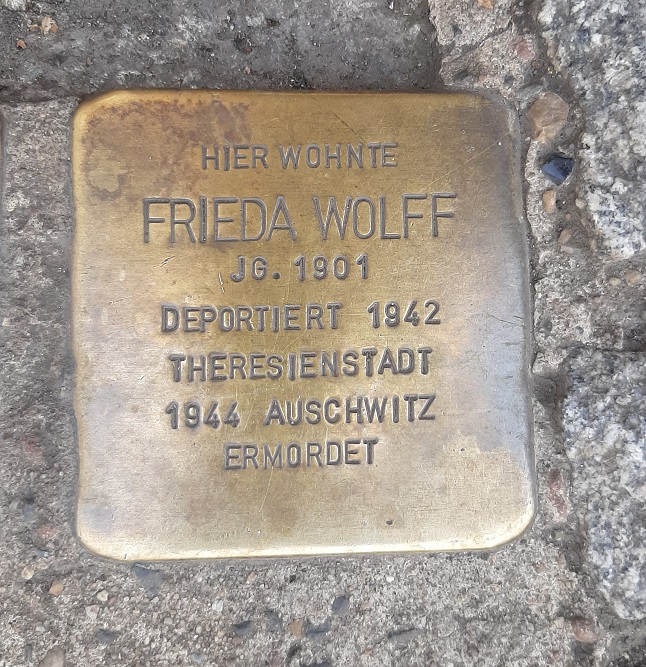 HIER WOHNTE
FRIEDA WOLFF
JG. 1901
DEPORTIERT 1942
THERESIENSTADT
1944 AUSCHWITZ
ERMORDET